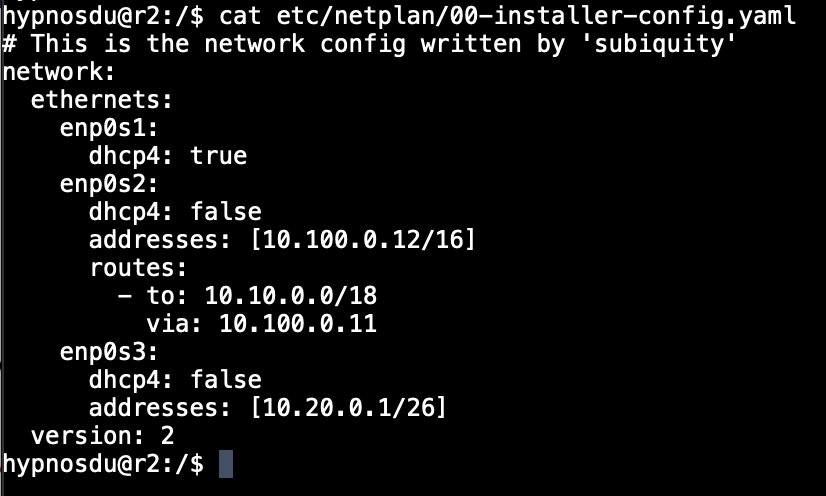 hypnosdu@r2:/$ cat etc/netplan/00-installer-config.yaml
# This is the network config written by 'subiquity'
network:
  ethernets:
    enp0s1:
      dhcp4: true
    enp0s2:
      dhcp4: false
      addresses: [10.100.0.12/16]
      routes:
        - to: 10.10.0.0/18
          via: 10.100.0.11
    enp0s3:
      dhcp4: false
      addresses: [10.20.0.1/26]
  version: 2
hypnosdu@r2:/$